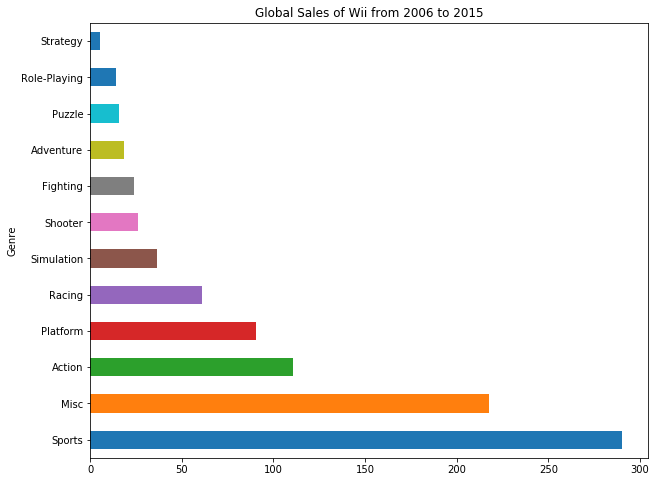 Global Sales of Wii from 2006 to 2015
Strategy
Role-Playing
Puzzle
Adventure
Fighting
Shooter
Simulation
Racing
Platform
Action
Misc
Sports
Genre
0 50 100 150 200 250 300